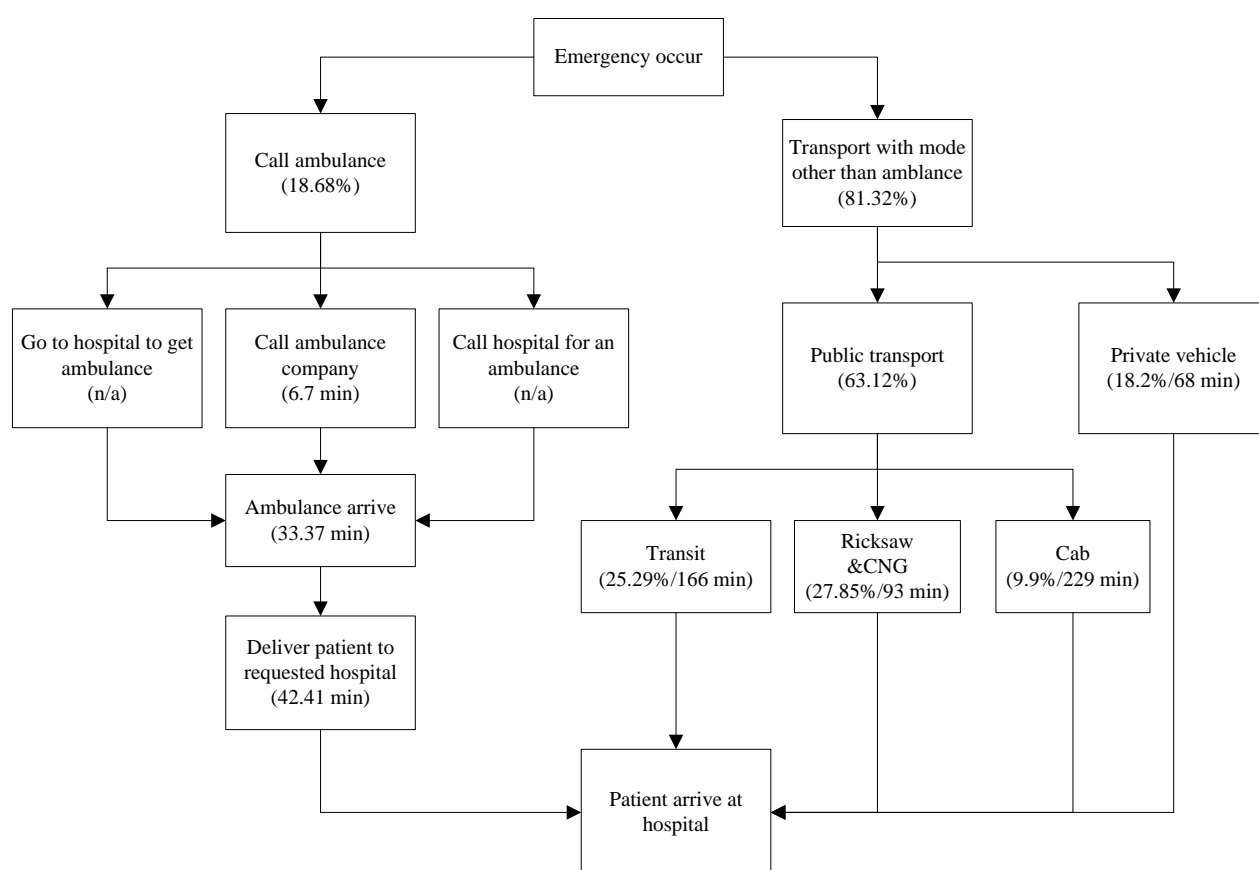 Emergency occur
Call ambulance
(18.68%)
Transport with mode
other than amblance
(81.32%)
Go to hospital to get
ambulance
(n/a)
Call ambulance
company
(6.7 min)
Call hospital for an
ambulance
(n/a)
Public transport
(63.12%)
Private vehicle
(18.2%/68 min)
Ambulance arrive
(33.37 min)
Transit
(25.29%/166 min)
Ricksaw
&CNG
(27.85%/93 min)
Cab
(9.9%/229 min)
Deliver patient to
requested hospital
(42.41 min)
Patient arrive at
hospital